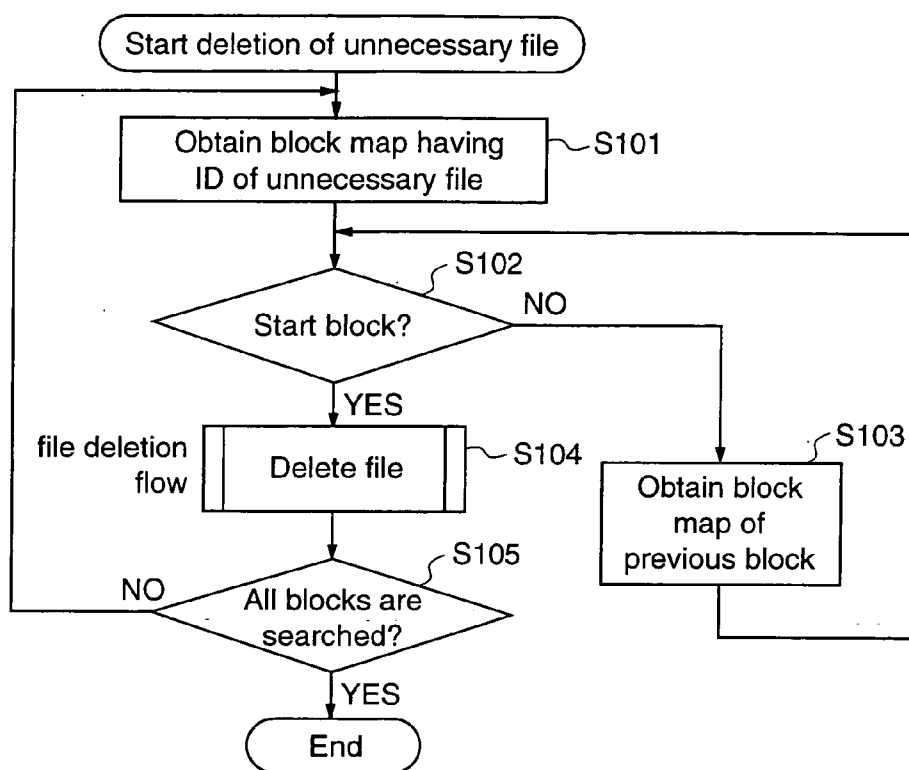 Start deletion of unnecessary file
Obtain block map having
ID of unnecessary file
S101
S102
Start block?
NO
YES
file deletion
flow
Delete file
S104
S103
Obtain block
map of
previous block
S105
NO
All blocks are
searched?
YES
End